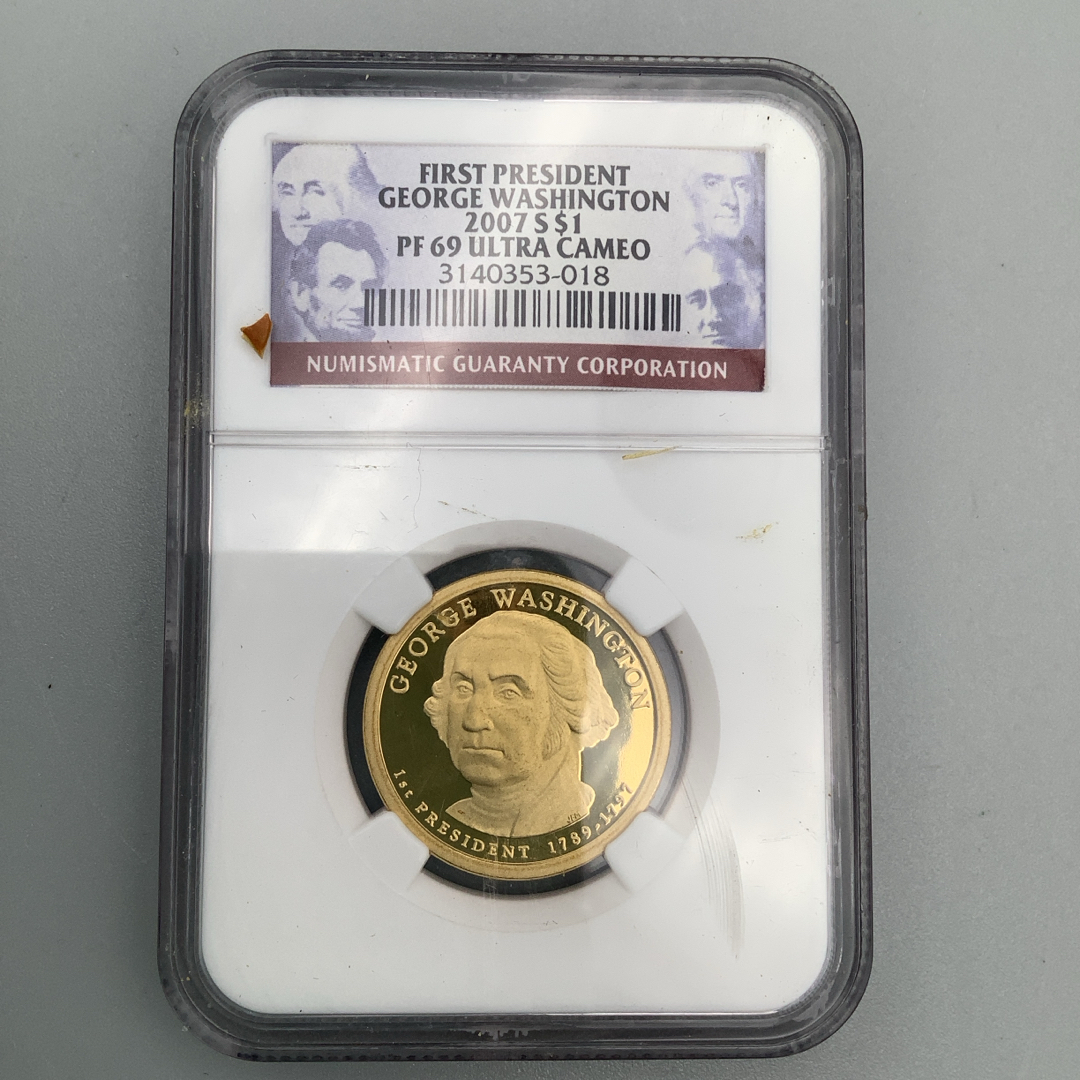 FIRST PRESIDENT
GEORGE WASHINGTON
2007 S $1
PF 69 ULTRA CAMEO
3140353-018
NUMISMATIC GUARANTY CORPORATION
GEORGE WASHINGTON
1st PRESIDENT 1789-1797